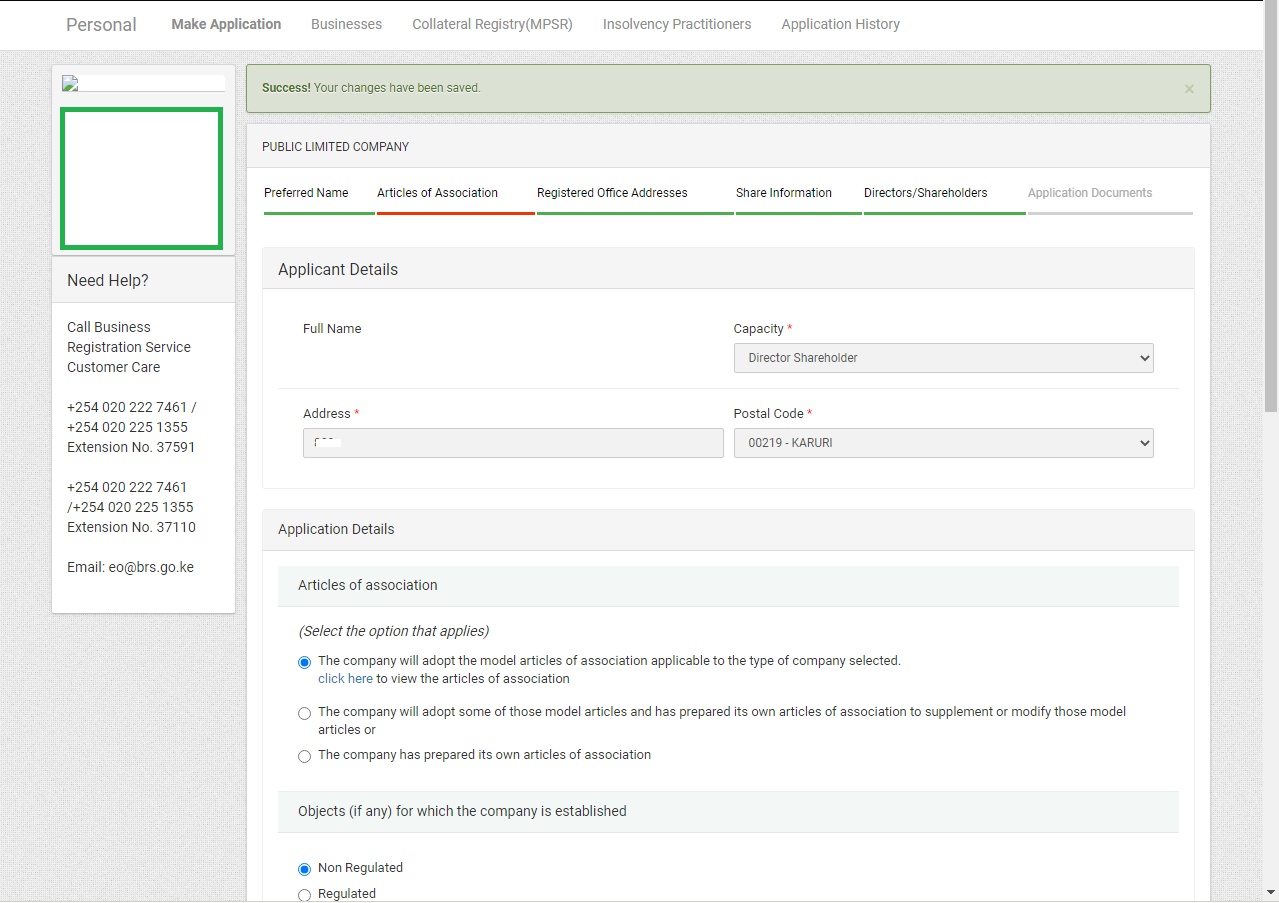 Personal Make Application Businesses Collateral Registry(MPSR) Insolvency Practitioners Application History
Success! Your changes have been saved.
×
PUBLIC LIMITED COMPANY
Preferred Name Articles of Association Registered Office Addresses Share Information Directors/Shareholders Application Documents
Need Help?
Call Business
Registration Service
Customer Care
+254 020 222 7461 /
+254 020 225 1355
Extension No. 37591
+254 020 222 7461
/+254 020 225 1355
Extension No. 37110
Email: eo@brs.go.ke
Applicant Details
Full Name
Capacity *
Director Shareholder
Address *
Postal Code *
00219 - KARURI
Application Details
Articles of association
(Select the option that applies)
The company will adopt the model articles of association applicable to the type of company selected.
click here to view the articles of association
The company will adopt some of those model articles and has prepared its own articles of association to supplement or modify those model
articles or
The company has prepared its own articles of association
Objects (if any) for which the company is established
Non Regulated
Regulated